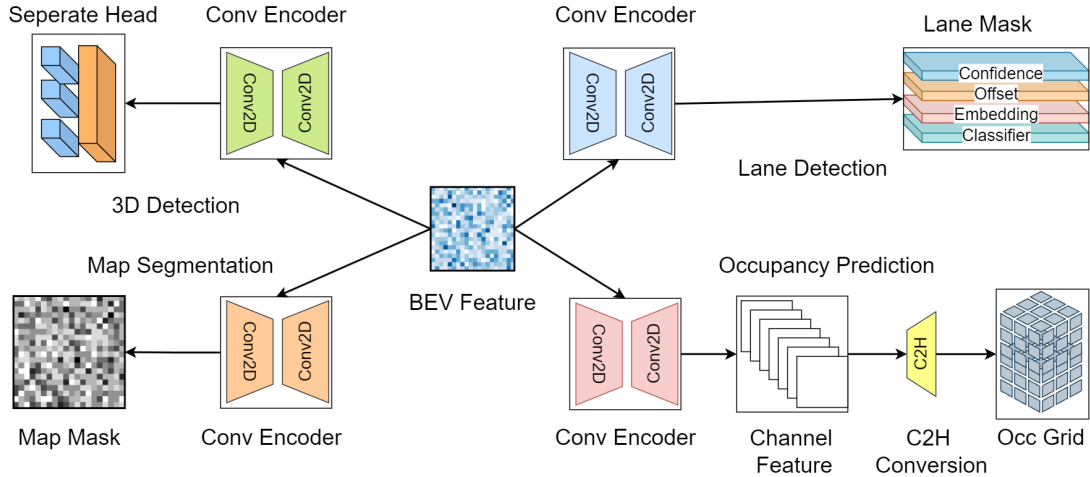 Seperate Head
Conv Encoder
Conv Encoder
Lane Mask
Conv2D
Conv2D
Conv2D
Conv2D
Confidence
Offset
Embedding
Classifier
3D Detection
Lane Detection
Map Segmentation
BEV Feature
Occupancy Prediction
Conv2D
Conv2D
Conv2D
Conv2D
C2H
Map Mask
Conv Encoder
Conv Encoder
Channel
Feature
C2H
Conversion
Occ Grid